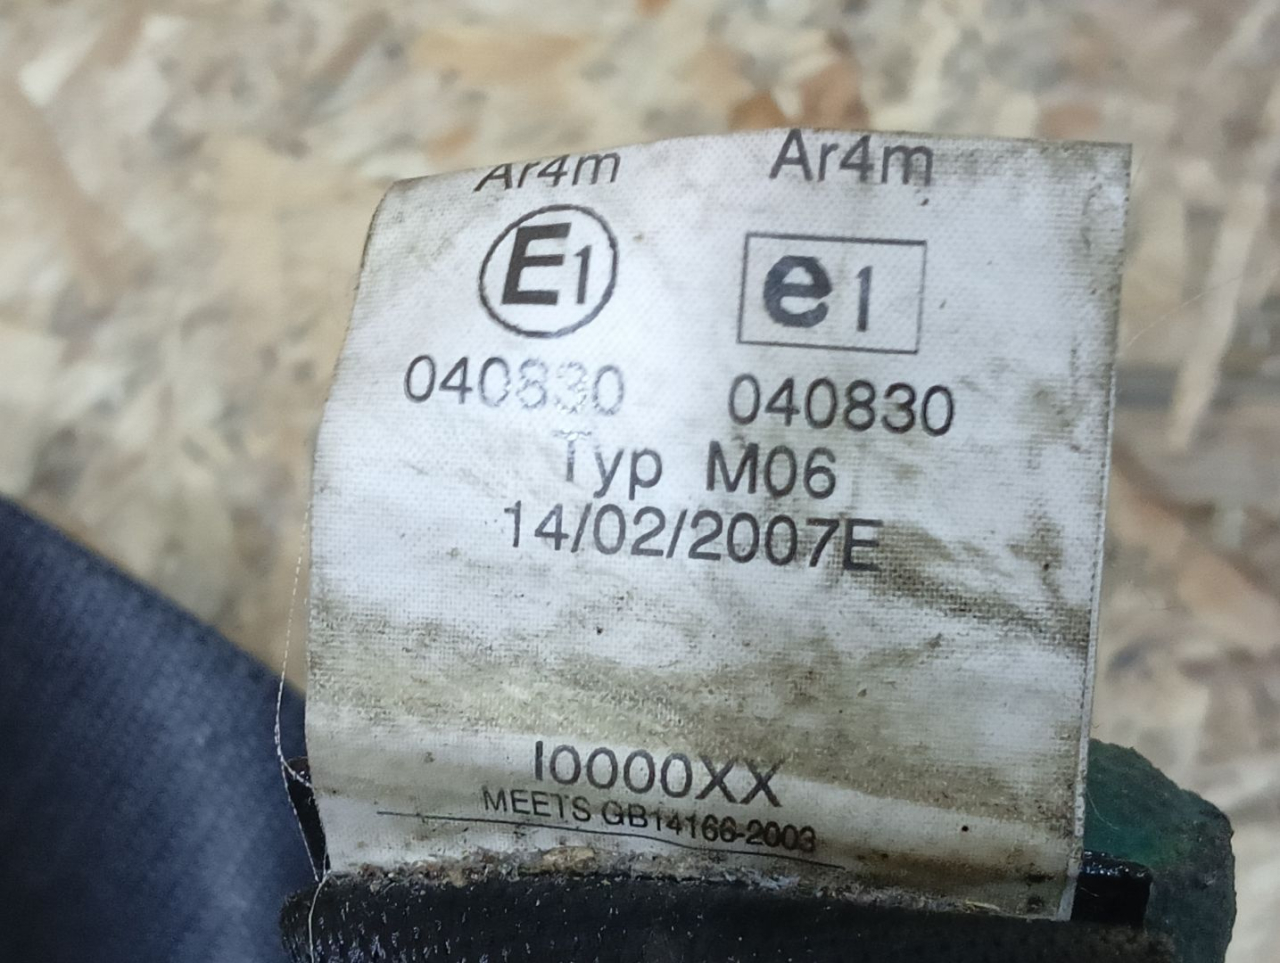 Ar4m Ar4m
E1 e1
040830 040830
Typ M06
14/02/2007E
I0000XX
MEETS GB14166-2003